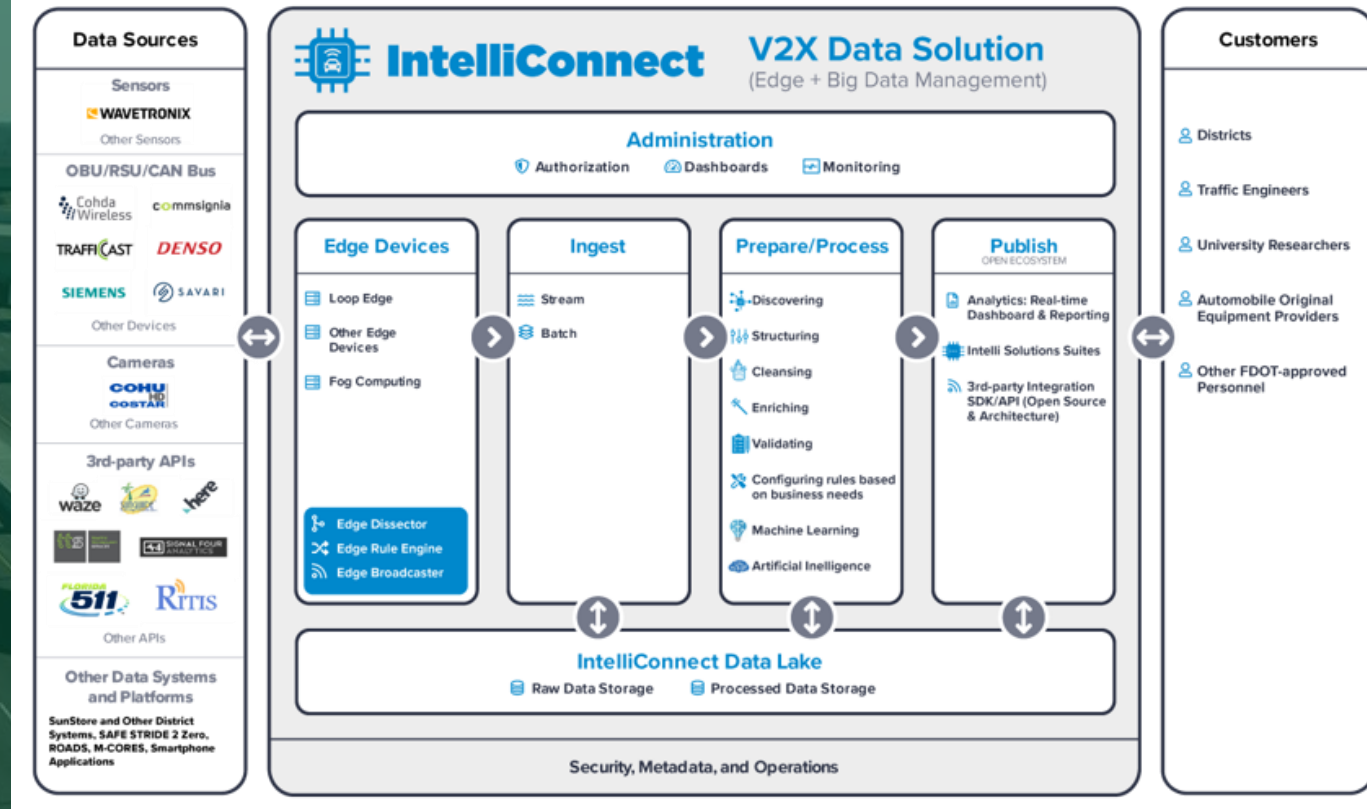 Data Sources
Sensors
WAVETRONIX
Other Sensors
OBU/RSU/CAN Bus
Cohda
Wireless
commsignia
TRAFFICAST
DENSO
SIEMENS
SAVARI
Other Devices
Cameras
COHU
HD
COSTAR
Other Cameras
3rd-party APIs
waze
here
SIGNAL FOUR
ANALYTICS
FLORIDA
511
RITIS
Other APIs
Other Data Systems
and Platforms
SunStore and Other District
Systems, SAFE STRIDE 2 Zero,
ROADS, M-CORES, Smartphone
Applications
IntelliConnect
V2X Data Solution
(Edge + Big Data Management)
Administration
Authorization
Dashboards
Monitoring
Edge Devices
Loop Edge
Other Edge
Devices
Fog Computing
Edge Dissector
Edge Rule Engine
Edge Broadcaster
Ingest
Stream
Batch
Prepare/Process
Discovering
Structuring
Cleansing
Enriching
Validating
Configuring rules based
on business needs
Machine Learning
Artificial Inelligence
Publish
OPEN ECOSYSTEM
Analytics: Real-time
Dashboard & Reporting
Intelli Solutions Suites
3rd-party Integration
SDK/API (Open Source
& Architecture)
IntelliConnect Data Lake
Raw Data Storage
Processed Data Storage
Security, Metadata, and Operations
Customers
Districts
Traffic Engineers
University Researchers
Automobile Original
Equipment Providers
Other FDOT-approved
Personnel